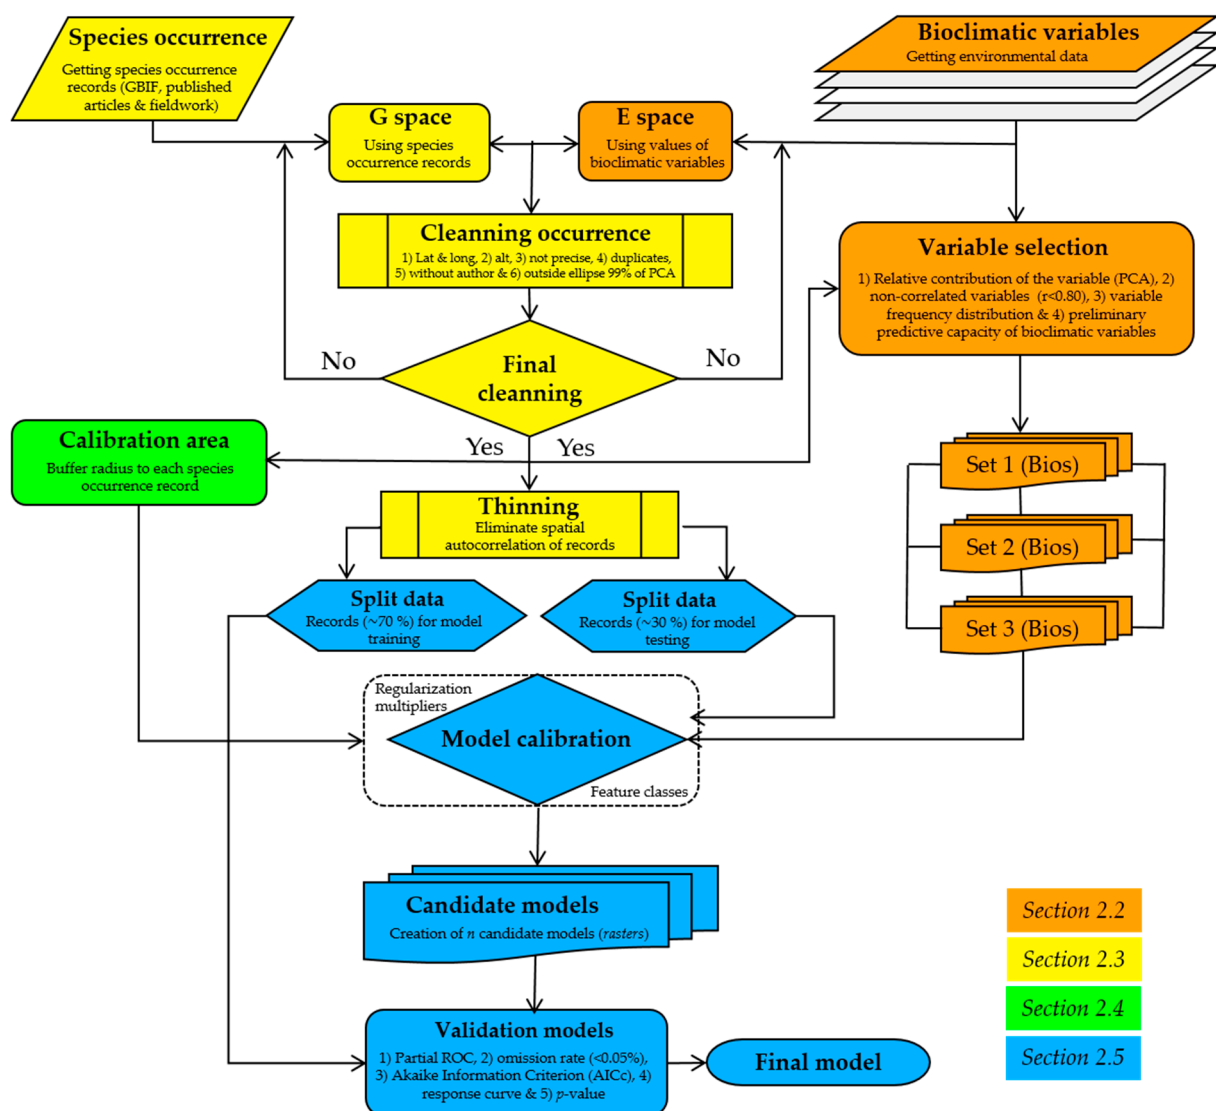 Species occurrence
Getting species occurrence
records (GBIF, published
articles & fieldwork)
Bioclimatic variables
Getting environmental data
G space
Using species
occurrence records
E space
Using values of
bioclimatic variables
Cleanning occurrence
1) Lat & long, 2) alt, 3) not precise, 4) duplicates,
5) without author & 6) outside ellipse 99% of PCA
Variable selection
1) Relative contribution of the variable (PCA), 2)
non-correlated variables (r<0.80), 3) variable
frequency distribution & 4) preliminary
predictive capacity of bioclimatic variables
No
No
Final
cleanning
Yes
Yes
Calibration area
Buffer radius to each species
occurrence record
Set 1 (Bios)
Set 2 (Bios)
Set 3 (Bios)
Thinning
Eliminate spatial
autocorrelation of records
Split data
Records (~70 %) for model
training
Split data
Records (~30 %) for model
testing
Regularization
multipliers
Model calibration
Feature classes
Candidate models
Creation of n candidate models (rasters)
Validation models
1) Partial ROC, 2) omission rate (<0.05%),
3) Akaike Information Criterion (AICc), 4)
response curve & 5) p-value
Final model
Section 2.2
Section 2.3
Section 2.4
Section 2.5